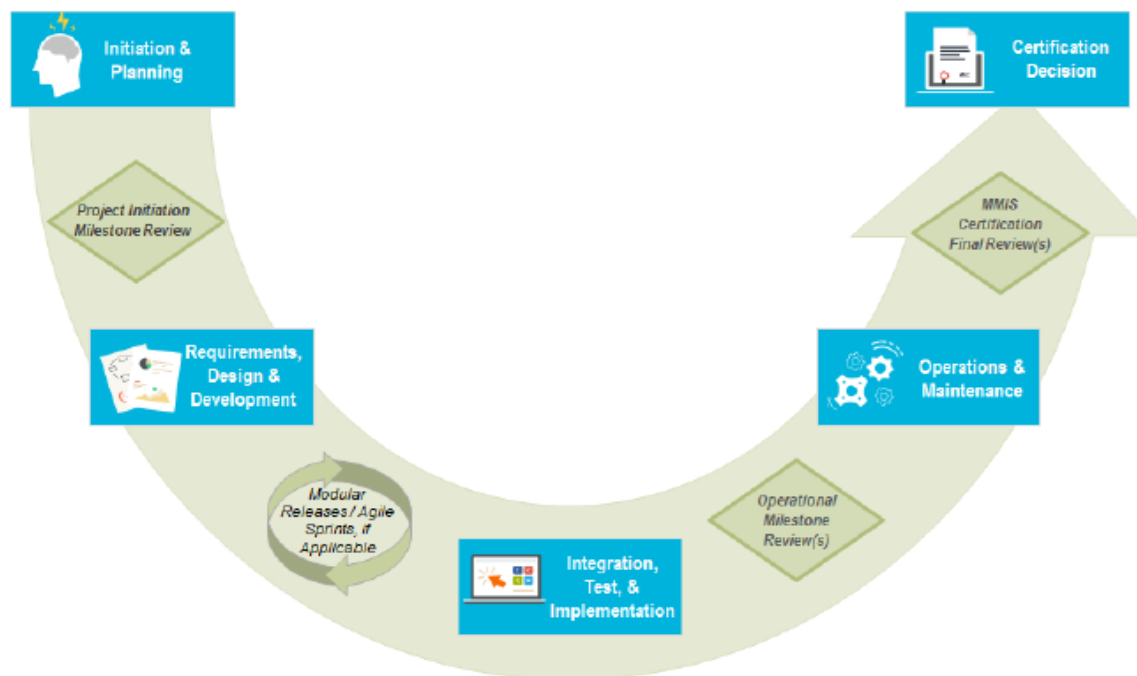 Initiation &
Planning
Certification
Decision
Project Initiation
Milestone Review
MMIS
Certification
Final Review(s)
Requirements,
Design &
Development
Operations &
Maintenance
Modular
Releases / Agile
Sprints, if
Applicable
Operational
Milestone
Review(s)
Integration,
Test, &
Implementation